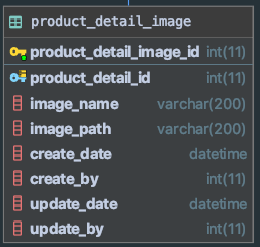 product_detail_image
product_detail_image_id int(11)
product_detail_id int(11)
image_name varchar(200)
image_path varchar(200)
create_date datetime
create_by int(11)
update_date datetime
update_by int(11)